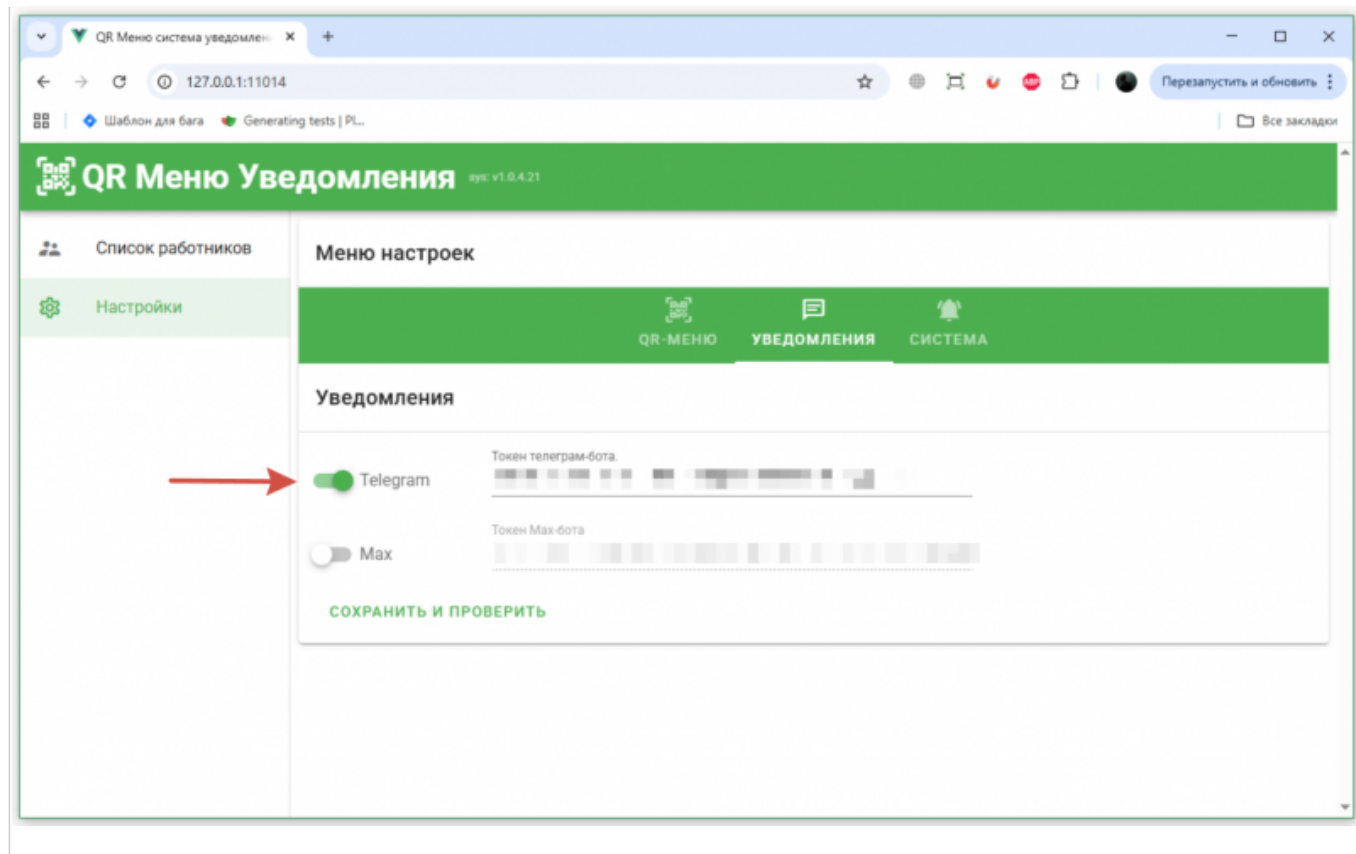 QR Меню система уведомлен
127.0.0.1:11014
ABP
Перезапустить и обновить
Шаблон для бага
Generating tests | Pl...
Все закладки
QR Меню Уведомления sys: v1.0.4.21
Список работников
Настройки
Меню настроек
QR-МЕНЮ УВЕДОМЛЕНИЯ СИСТЕМА
Уведомления
Токен телеграм-бота.
Telegram
Токен Max-бота
Max
СОХРАНИТЬ И ПРОВЕРИТЬ